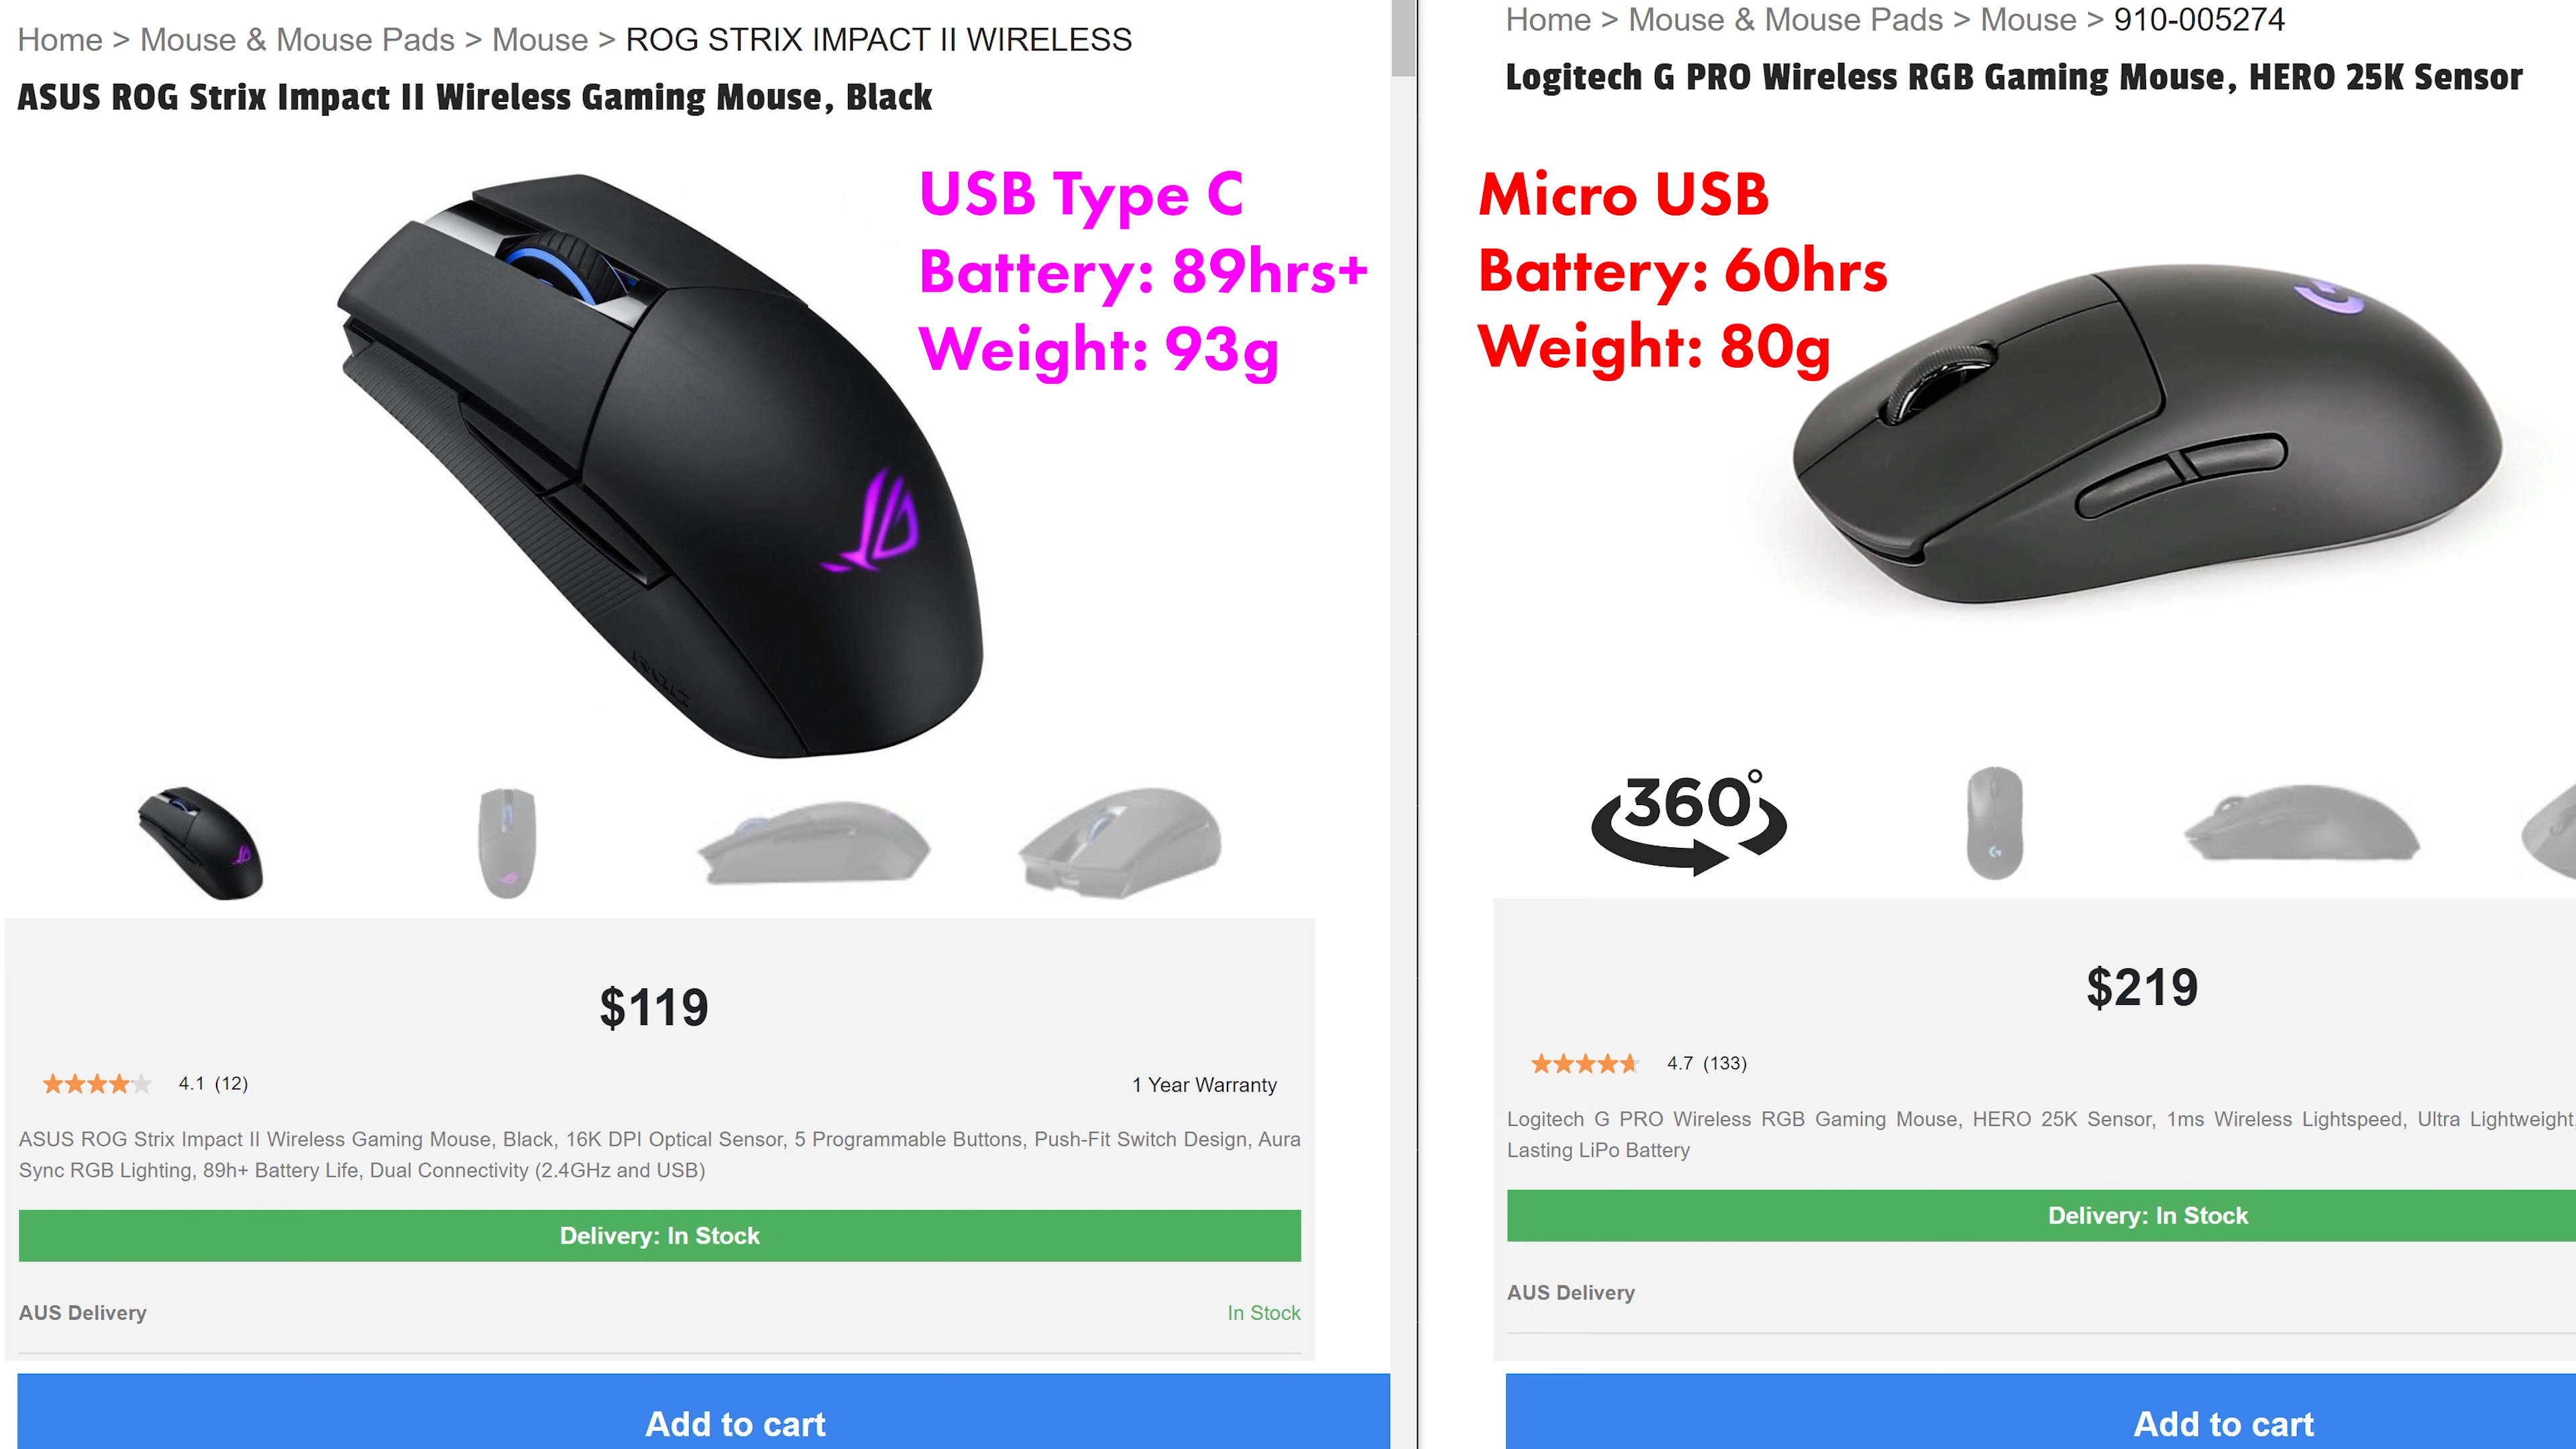 Home > Mouse & Mouse Pads > Mouse > ROG STRIX IMPACT II WIRELESS
ASUS ROG Strix Impact II Wireless Gaming Mouse, Black
USB Type C
Battery: 89hrs+
Weight: 93g
ROG
$119
4.1 (12)
1 Year Warranty
ASUS ROG Strix Impact II Wireless Gaming Mouse, Black, 16K DPI Optical Sensor, 5 Programmable Buttons, Push-Fit Switch Design, Aura
Sync RGB Lighting, 89h+ Battery Life, Dual Connectivity (2.4GHz and USB)
Delivery: In Stock
AUS Delivery
In Stock
Add to cart
Home > Mouse & Mouse Pads > Mouse > 910-005274
Logitech G PRO Wireless RGB Gaming Mouse, HERO 25K Sensor
Micro USB
Battery: 60hrs
Weight: 80g
360°
$219
4.7 (133)
Logitech G PRO Wireless RGB Gaming Mouse, HERO 25K Sensor, 1ms Wireless Lightspeed, Ultra Lightweight,
Lasting LiPo Battery
Delivery: In Stock
AUS Delivery
Add to cart